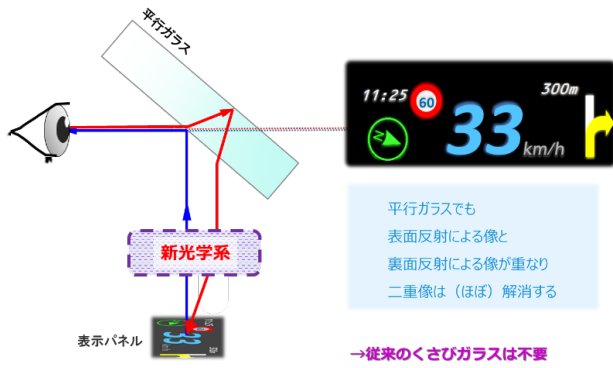 平行ガラス
11:25
60
300m
N
33
km/h
平行ガラスでも
表面反射による像と
新光学系
裏面反射による像が重なり
二重像は（ほぼ）解消する
表示パネル
33
→従来のくさびガラスは不要